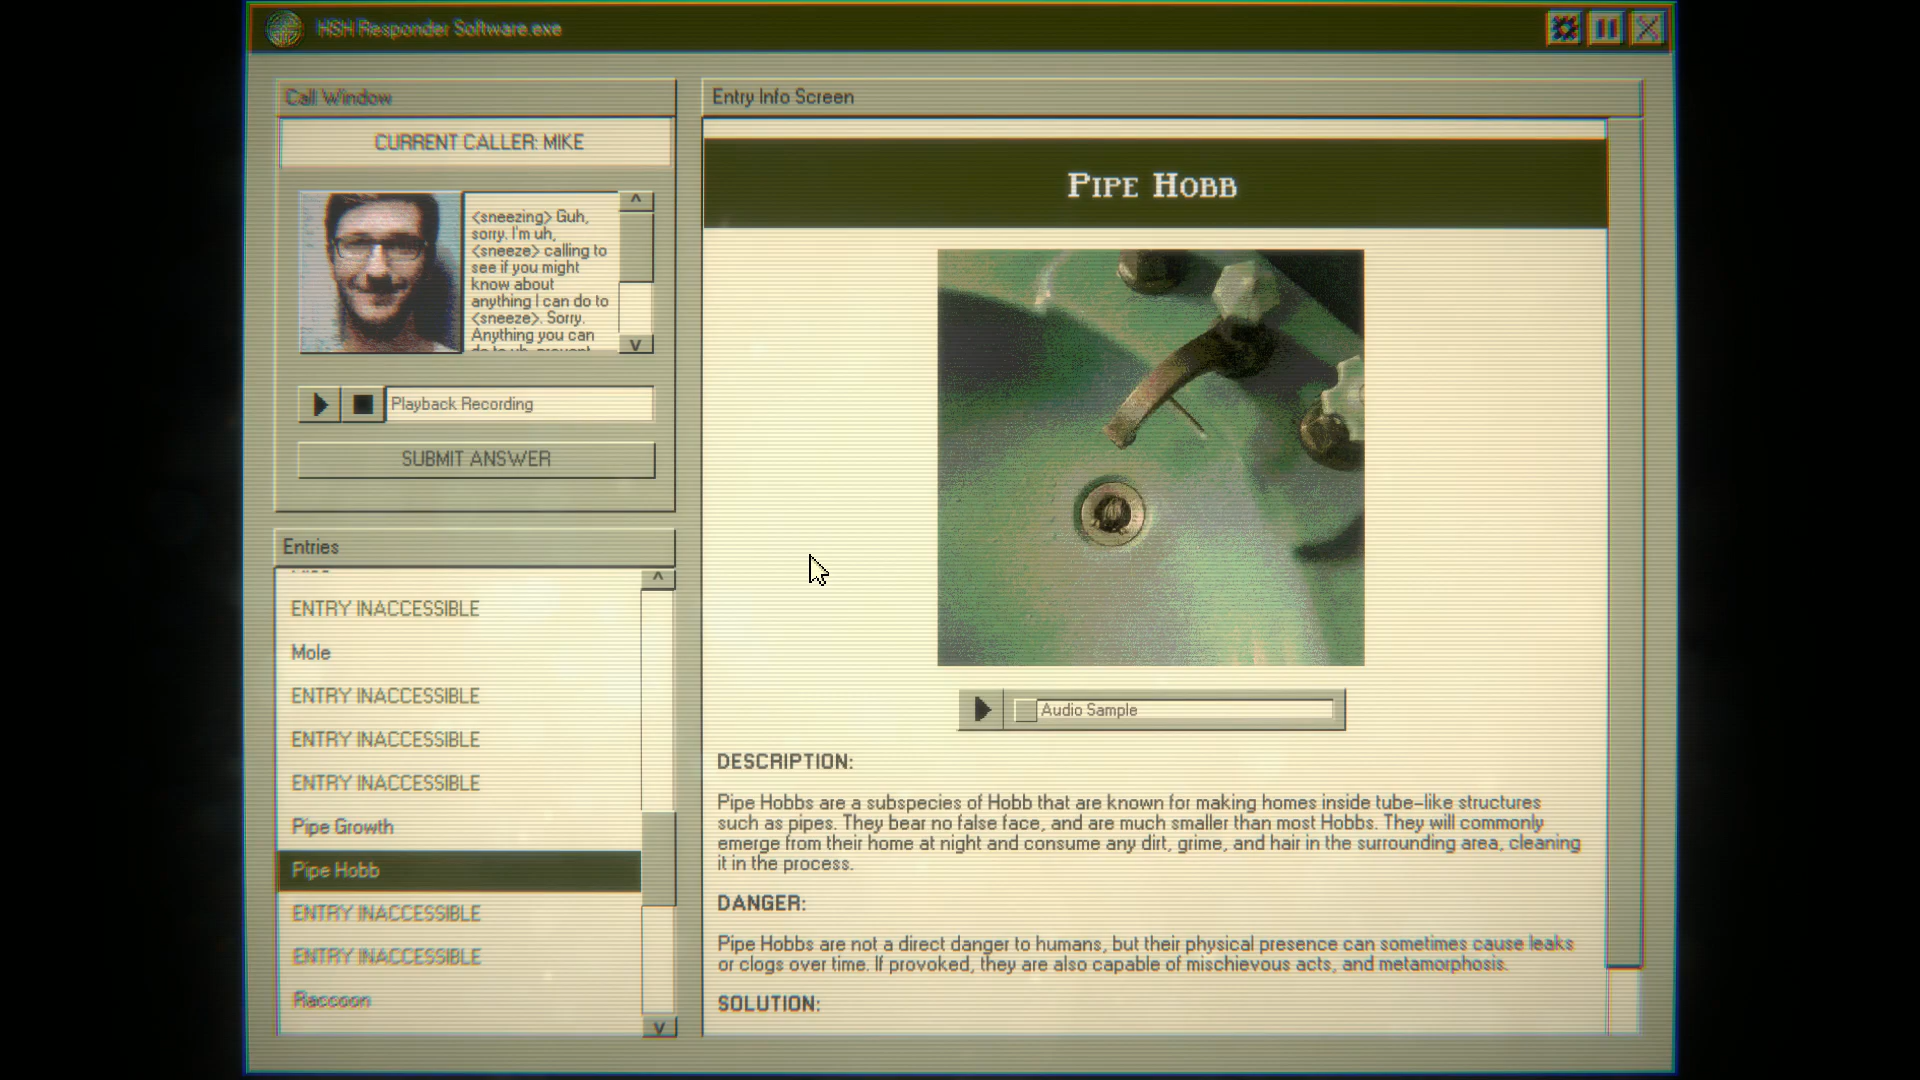 HSH Responder Software.exe
Call Window
CURRENT CALLER: MIKE
<sneezing> Guh,
sorry. I'm uh,
<sneeze> calling to
see if you might
know about
anything I can do to
<sneeze>. Sorry.
Anything you can
Playback Recording
SUBMIT ANSWER
Entries
ENTRY INACCESSIBLE
Mole
ENTRY INACCESSIBLE
ENTRY INACCESSIBLE
ENTRY INACCESSIBLE
Pipe Growth
Pipe Hobb
ENTRY INACCESSIBLE
ENTRY INACCESSIBLE
Raccoon
Entry Info Screen
PIPE HOBB
Audio Sample
DESCRIPTION:
Pipe Hobbs are a subspecies of Hobb that are known for making homes inside tube-like structures
such as pipes. They bear no false face, and are much smaller than most Hobbs. They will commonly
emerge from their home at night and consume any dirt, grime, and hair in the surrounding area, cleaning
it in the process.
DANGER:
Pipe Hobbs are not a direct danger to humans, but their physical presence can sometimes cause leaks
or clogs over time. If provoked, they are also capable of mischievous acts, and metamorphosis.
SOLUTION: